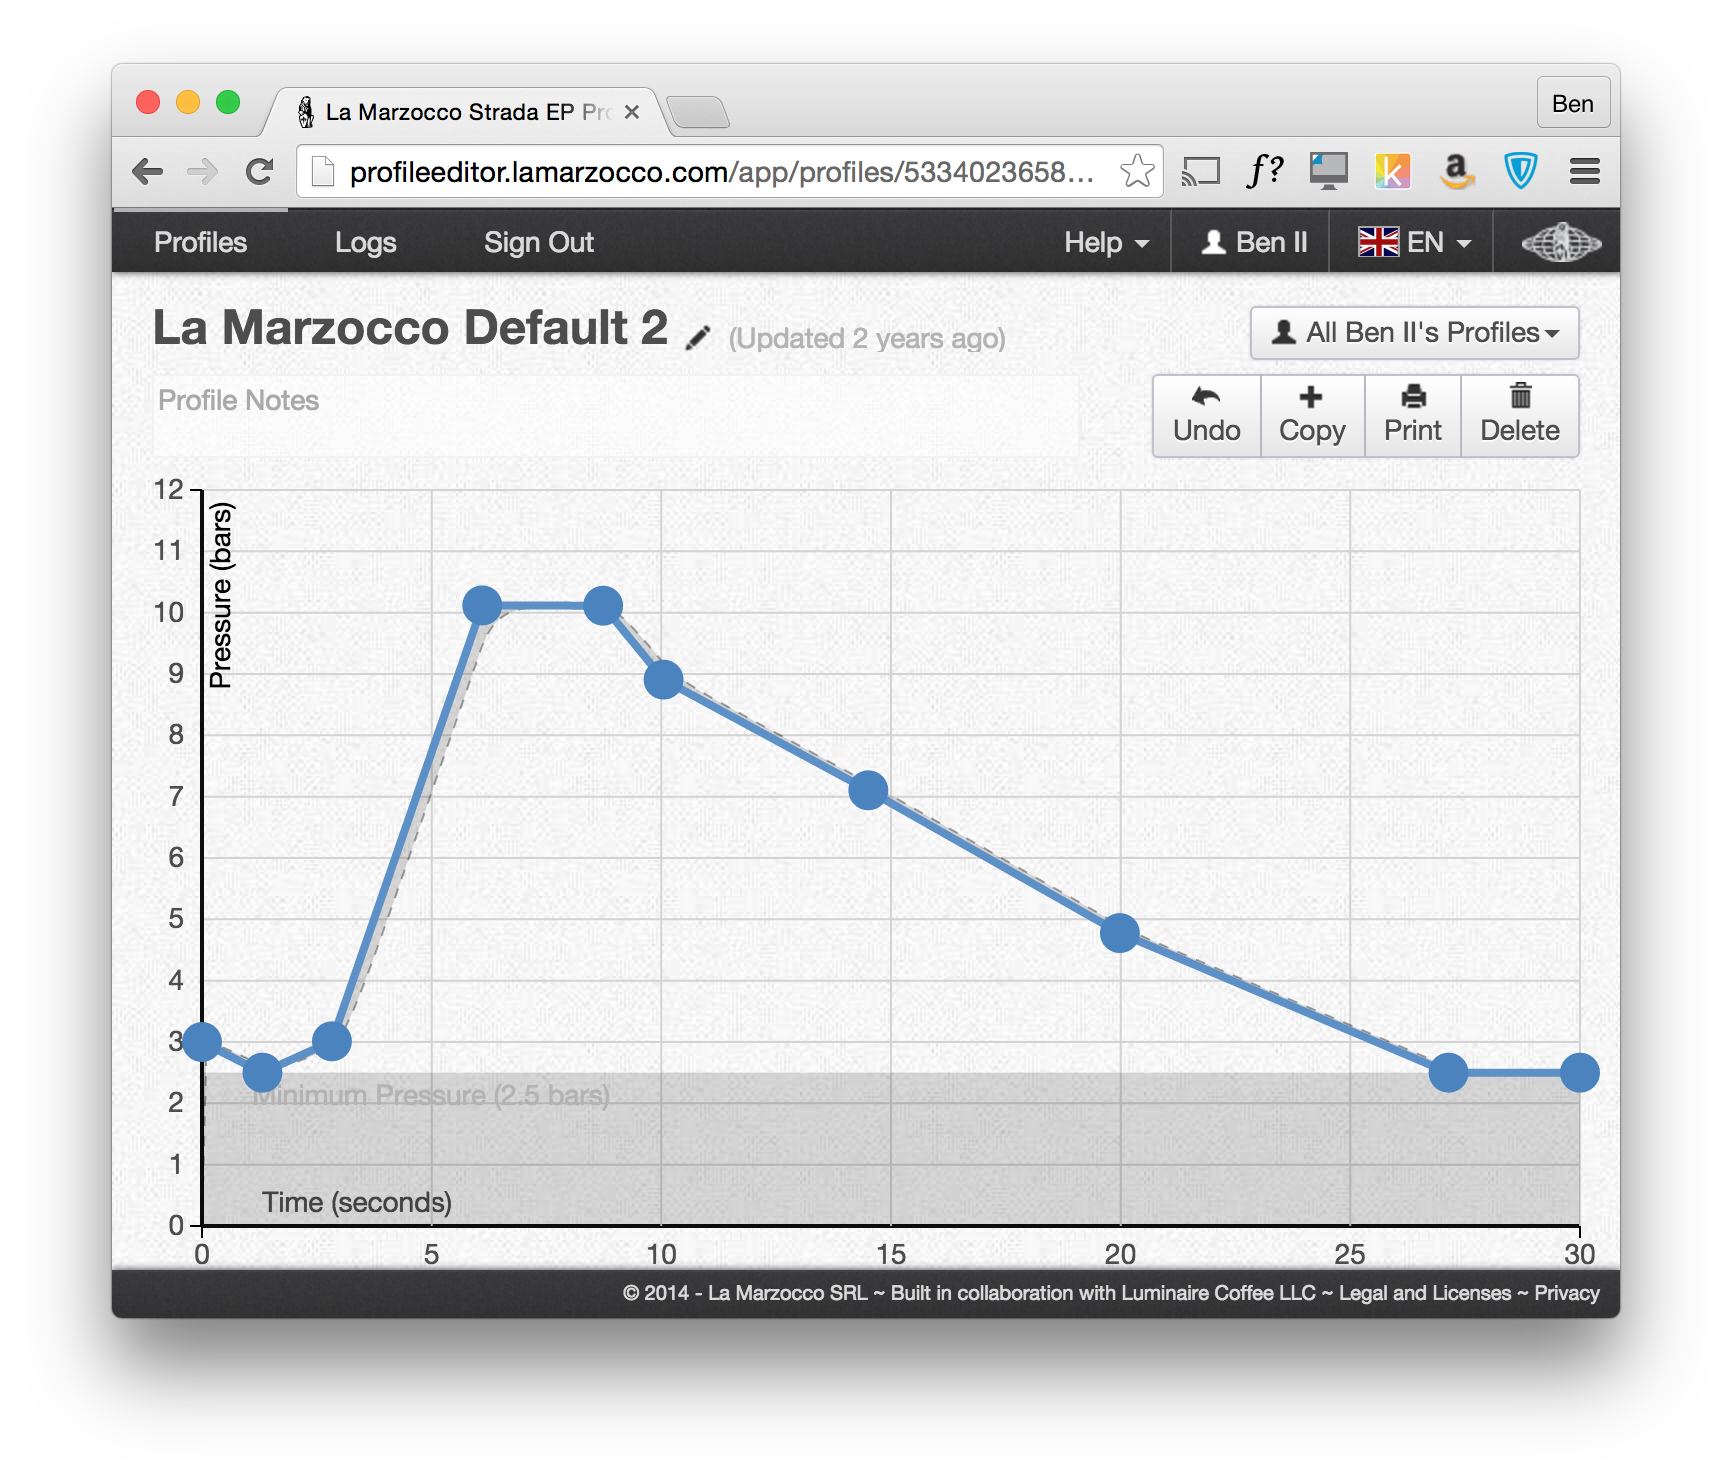 La Marzocco Strada EP Pro
Ben
profileeditor.lamarzocco.com/app/profiles/5334023658...
f?
k
a
Profiles Logs Sign Out Help Ben II EN
La Marzocco Default 2 (Updated 2 years ago)
All Ben II's Profiles
Profile Notes
Undo Copy Print Delete
12
11
10
9
8
7
6
5
4
3
2
1
0
Pressure (bars)
Minimum Pressure (2.5 bars)
Time (seconds)
0 5 10 15 20 25 30
© 2014 - La Marzocco SRL ~ Built in collaboration with Luminaire Coffee LLC ~ Legal and Licenses ~ Privacy